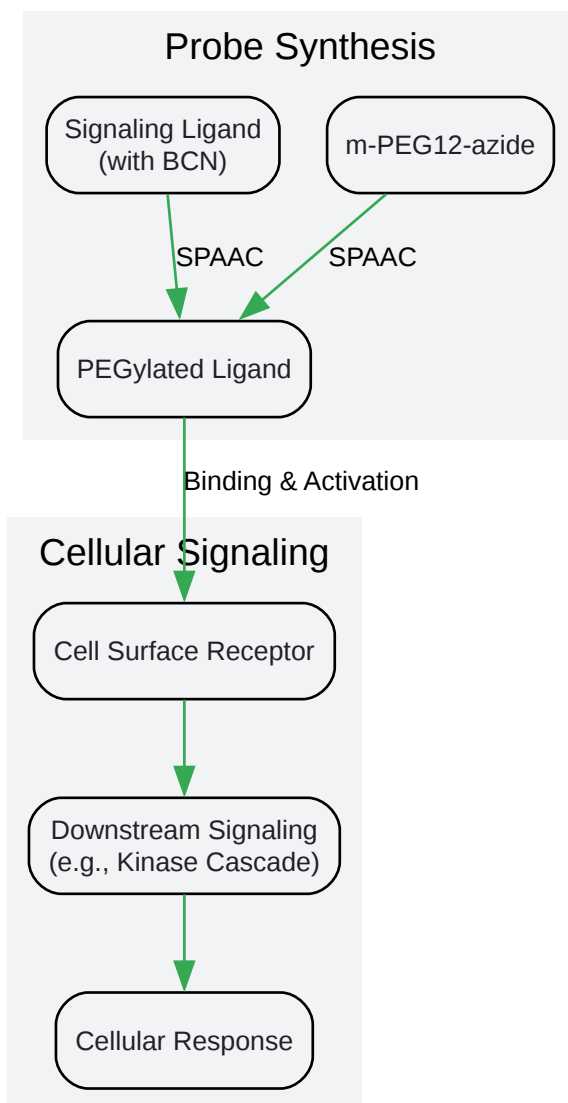 Probe Synthesis
Signaling Ligand
(with BCN)
m-PEG12-azide
SPAAC
SPAAC
PEGylated Ligand
Binding & Activation
Cellular Signaling
Cell Surface Receptor
Downstream Signaling
(e.g., Kinase Cascade)
Cellular Response